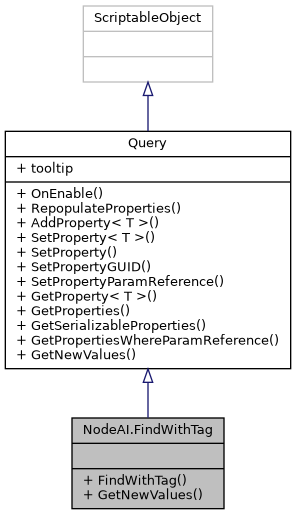 ScriptableObject
Query
+ tooltip
+ OnEnable()
+ RepopulateProperties()
+ AddProperty< T >()
+ SetProperty< T >()
+ SetProperty()
+ SetPropertyGUID()
+ SetPropertyParamReference()
+ GetProperty< T >()
+ GetProperties()
+ GetSerializableProperties()
+ GetPropertiesWhereParamReference()
+ GetNewValues()
NodeAI.FindWithTag
+ FindWithTag()
+ GetNewValues()